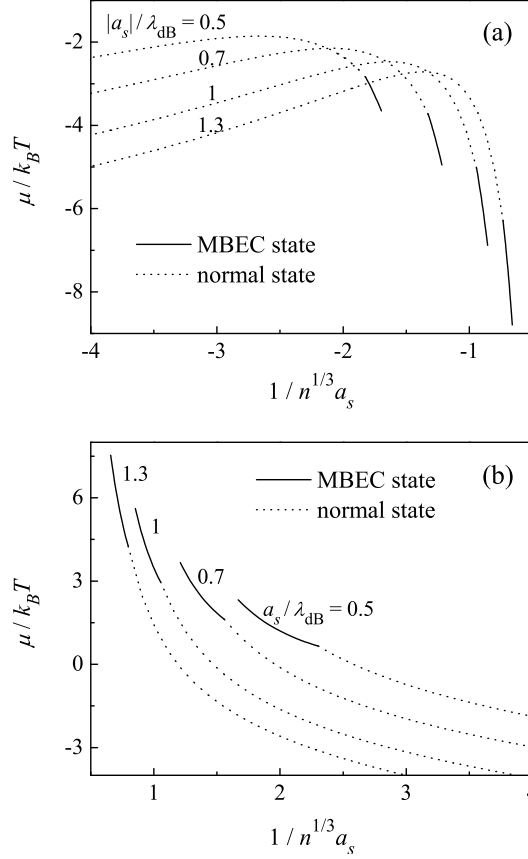 |a_s| / λ_dB = 0.5
(a)
0.7
1
1.3
-2
-4
-6
-8
μ / k_B T
MBEC state
normal state
-4 -3 -2 -1
1 / n^{1/3} a_s
(b)
1.3
1
0.7
a_s / λ_dB = 0.5
MBEC state
normal state
6
3
0
-3
μ / k_B T
1 2 3 4
1 / n^{1/3} a_s